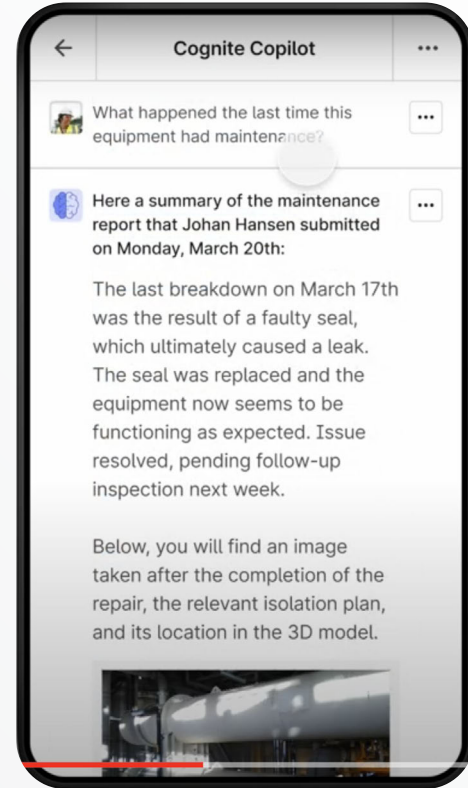 Cognite Copilot
What happened the last time this
equipment had maintenance?
Here a summary of the maintenance
report that Johan Hansen submitted
on Monday, March 20th:
The last breakdown on March 17th
was the result of a faulty seal,
which ultimately caused a leak.
The seal was replaced and the
equipment now seems to be
functioning as expected. Issue
resolved, pending follow-up
inspection next week.
Below, you will find an image
taken after the completion of the
repair, the relevant isolation plan,
and its location in the 3D model.